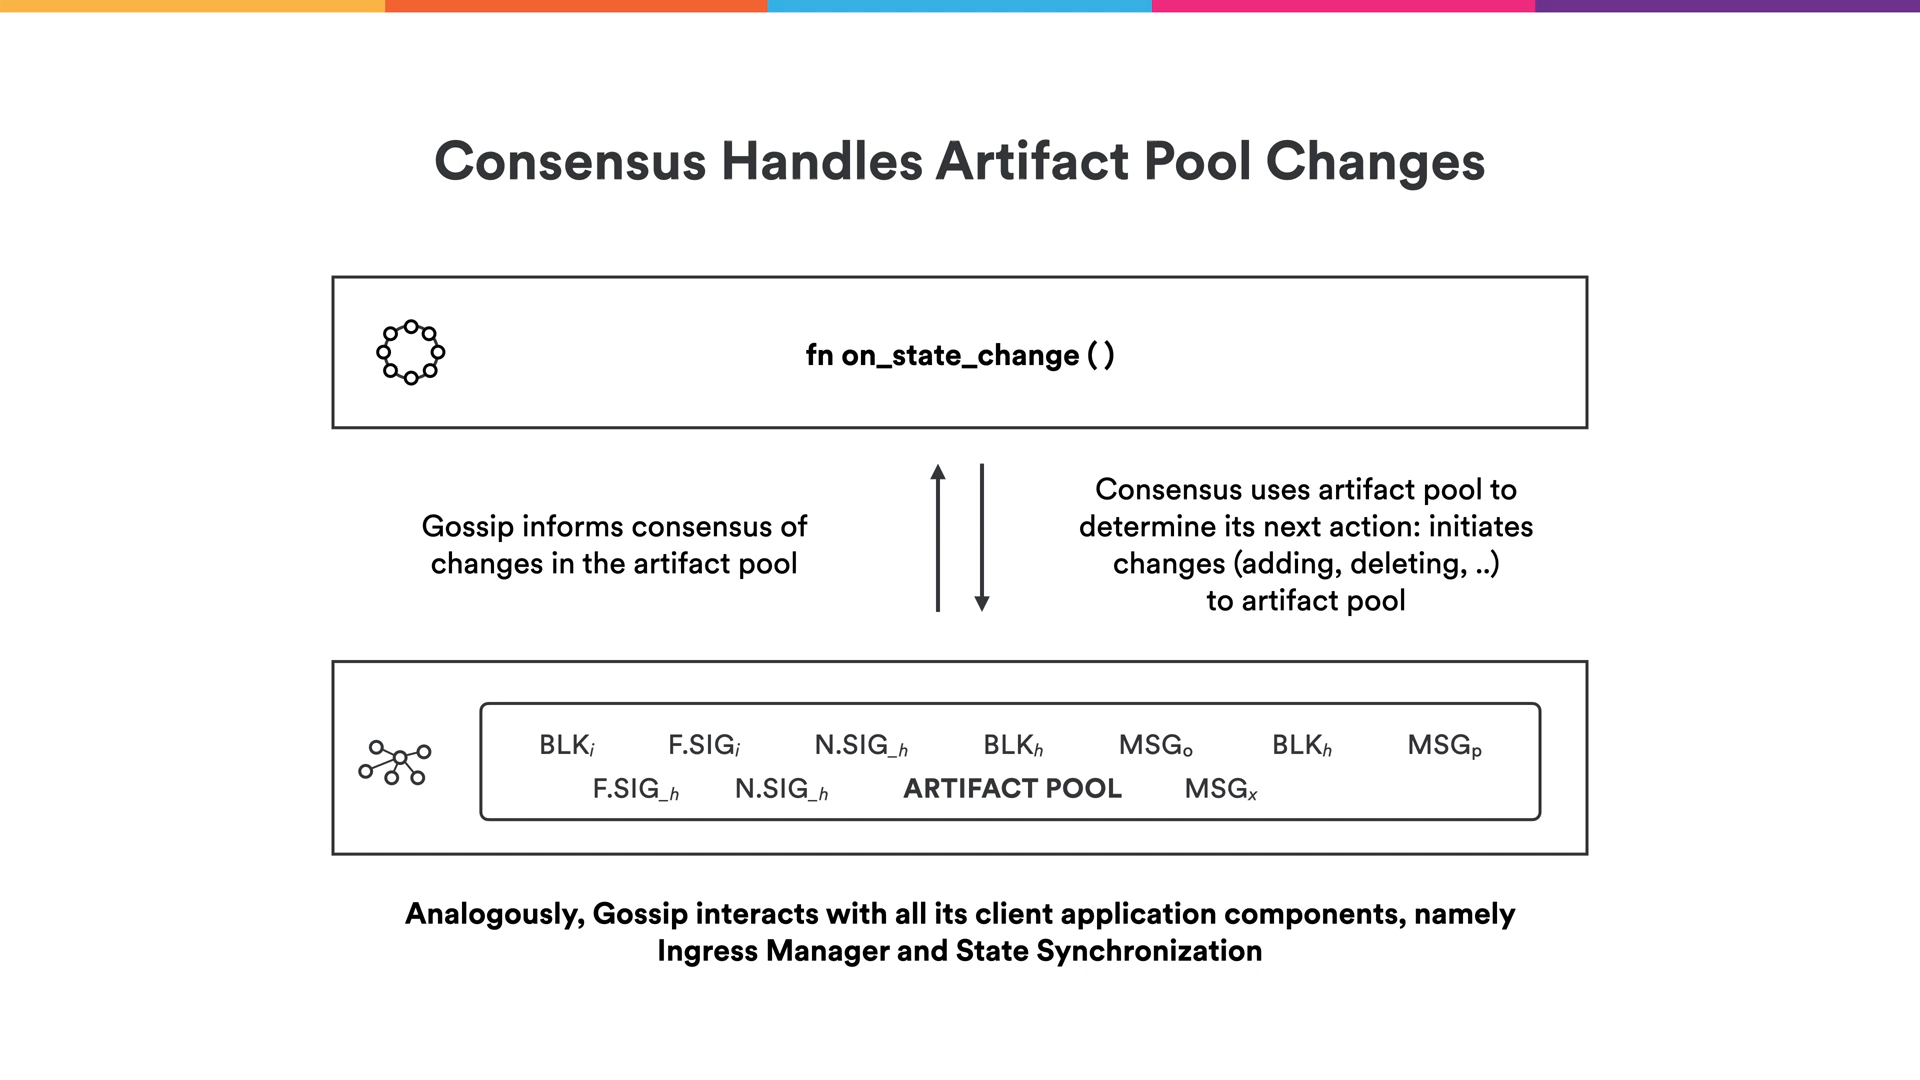 Consensus Handles Artifact Pool Changes
fn on_state_change ( )
Gossip informs consensus of
changes in the artifact pool
Consensus uses artifact pool to
determine its next action: initiates
changes (adding, deleting, ..)
to artifact pool
BLKi F.SIGi N.SIG_h BLKh MSGo BLKh MSGp
F.SIG_h N.SIG_h ARTIFACT POOL MSGx
Analogously, Gossip interacts with all its client application components, namely
Ingress Manager and State Synchronization